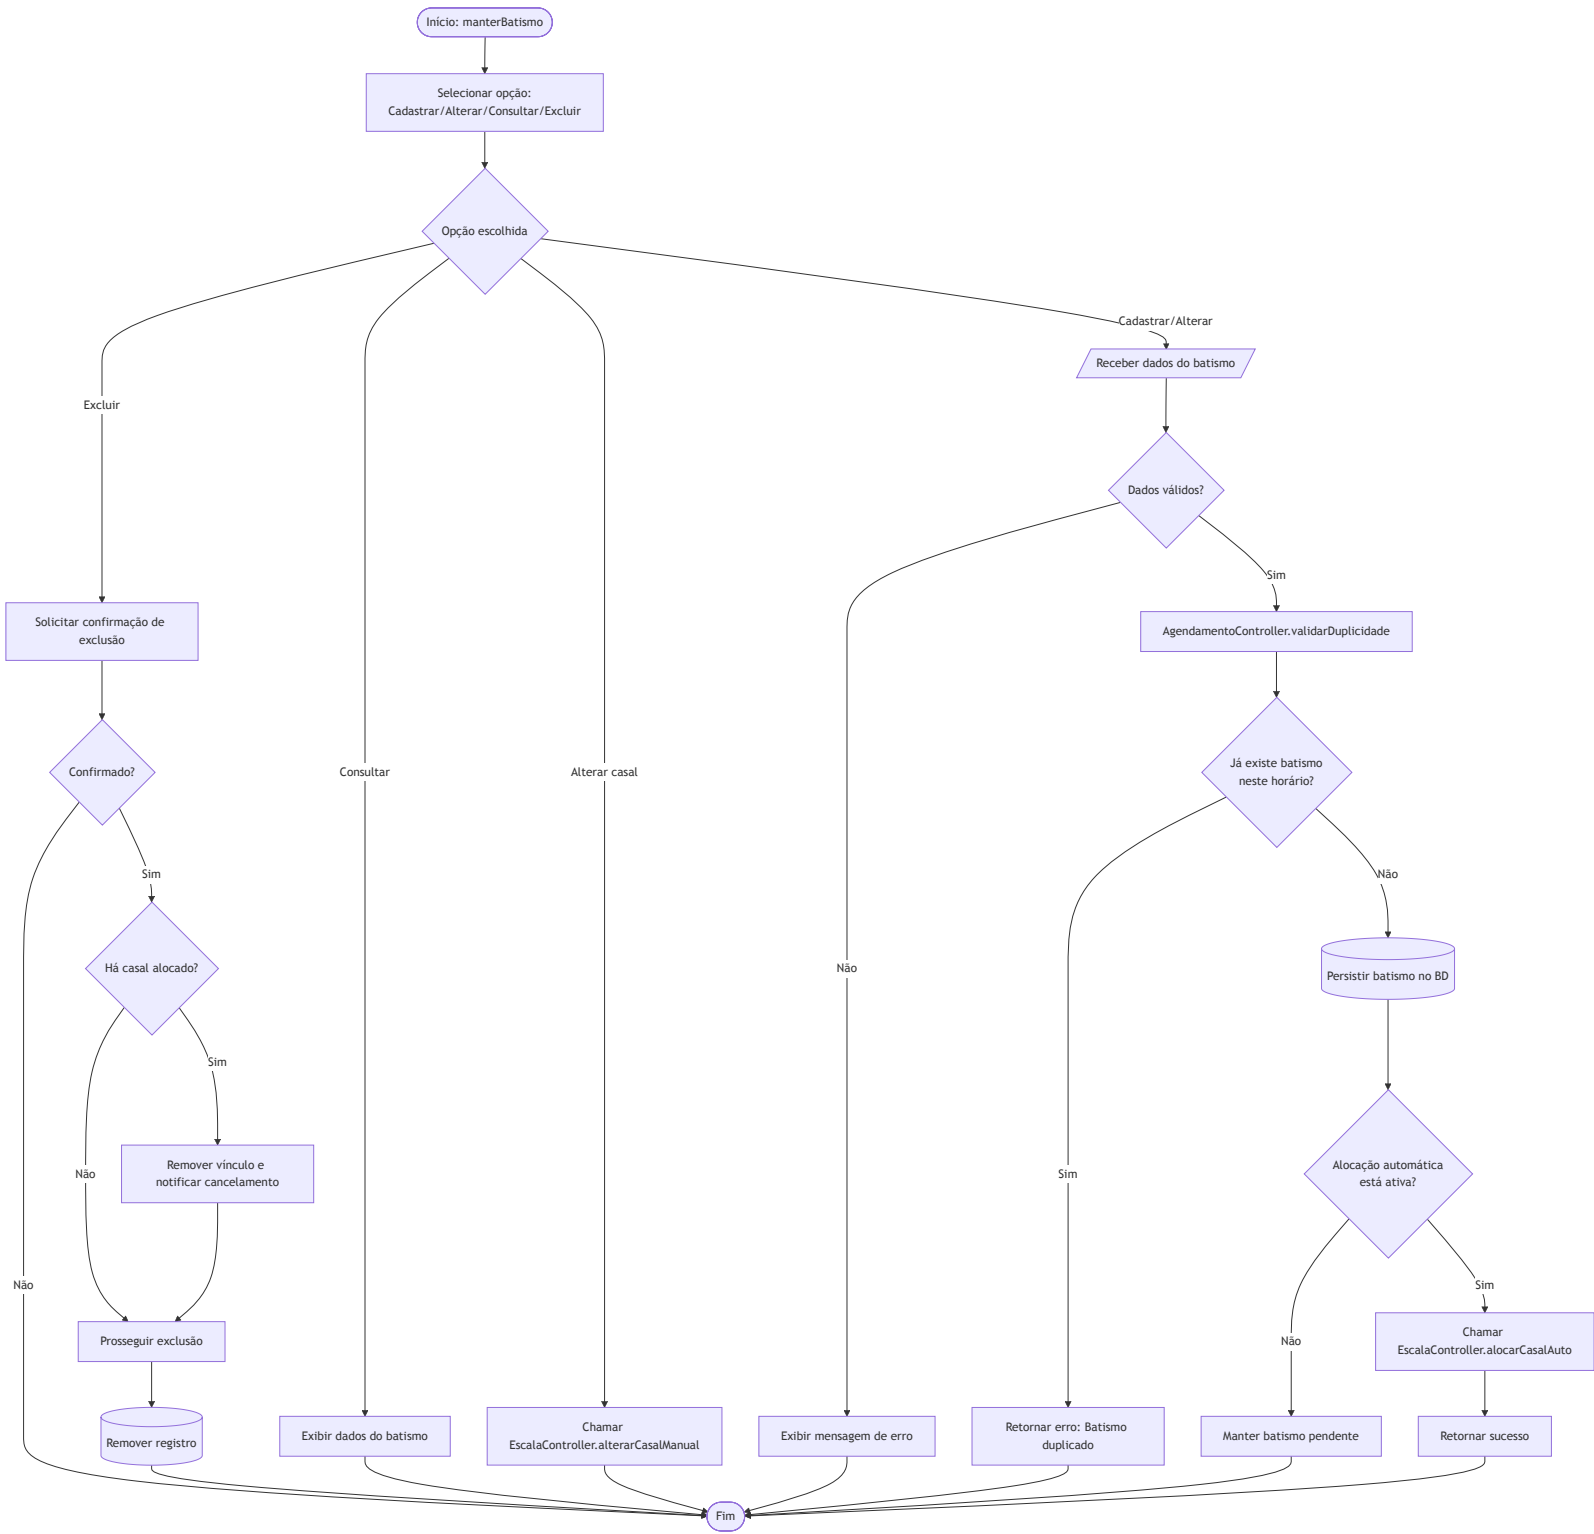 Início: manterBatismo
Selecionar opção:
Cadastrar/Alterar/Consultar/Excluir
Opção escolhida
Cadastrar/Alterar
Receber dados do batismo
Excluir
Dados válidos?
Sim
Solicitar confirmação de
exclusão
AgendamentoController.validarDuplicidade
Confirmado?
Consultar
Alterar casal
Já existe batismo
neste horário?
Sim
Não
Há casal alocado?
Não
Persistir batismo no BD
Sim
Não
Remover vínculo e
notificar cancelamento
Sim
Alocação automática
está ativa?
Não
Sim
Prosseguir exclusão
Não
Chamar
EscalaController.alocarCasalAuto
Remover registro
Exibir dados do batismo
Chamar
EscalaController.alterarCasalManual
Exibir mensagem de erro
Retornar erro: Batismo
duplicado
Manter batismo pendente
Retornar sucesso
Fim